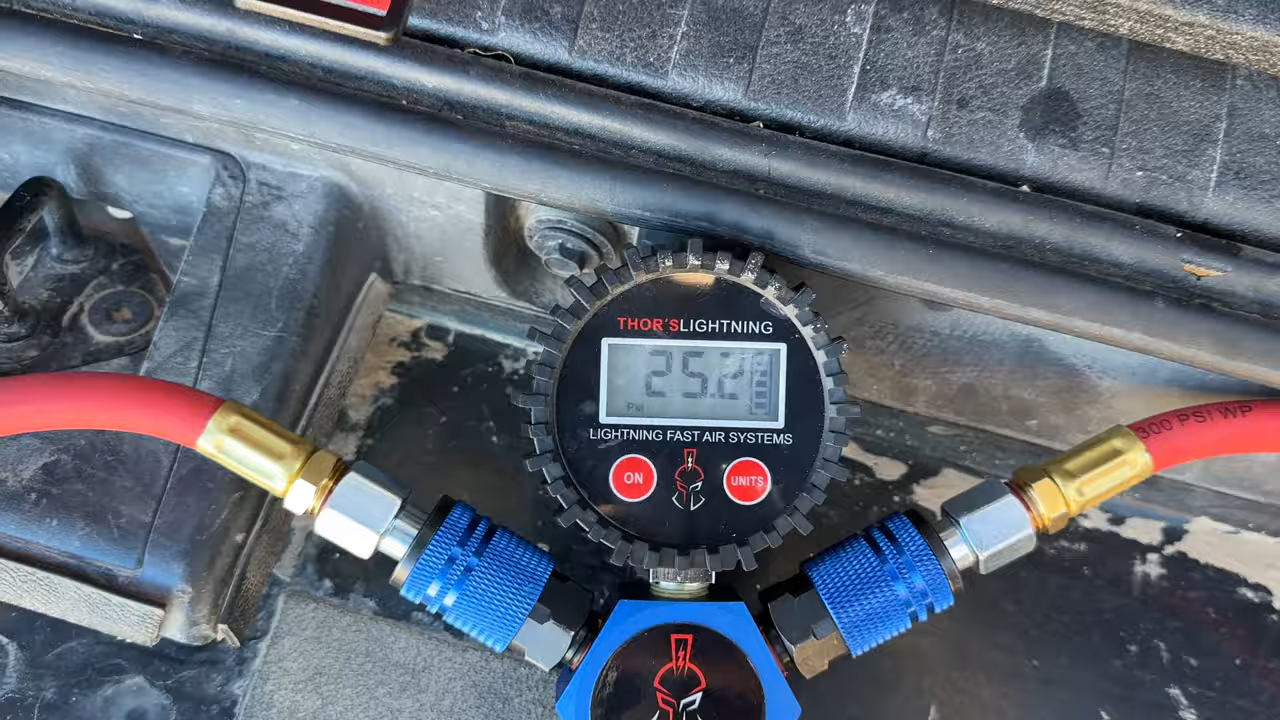 THOR'SLIGHTNING
25.2
PSI
LIGHTNING FAST AIR SYSTEMS
ON
UNITS
300 PSI WP